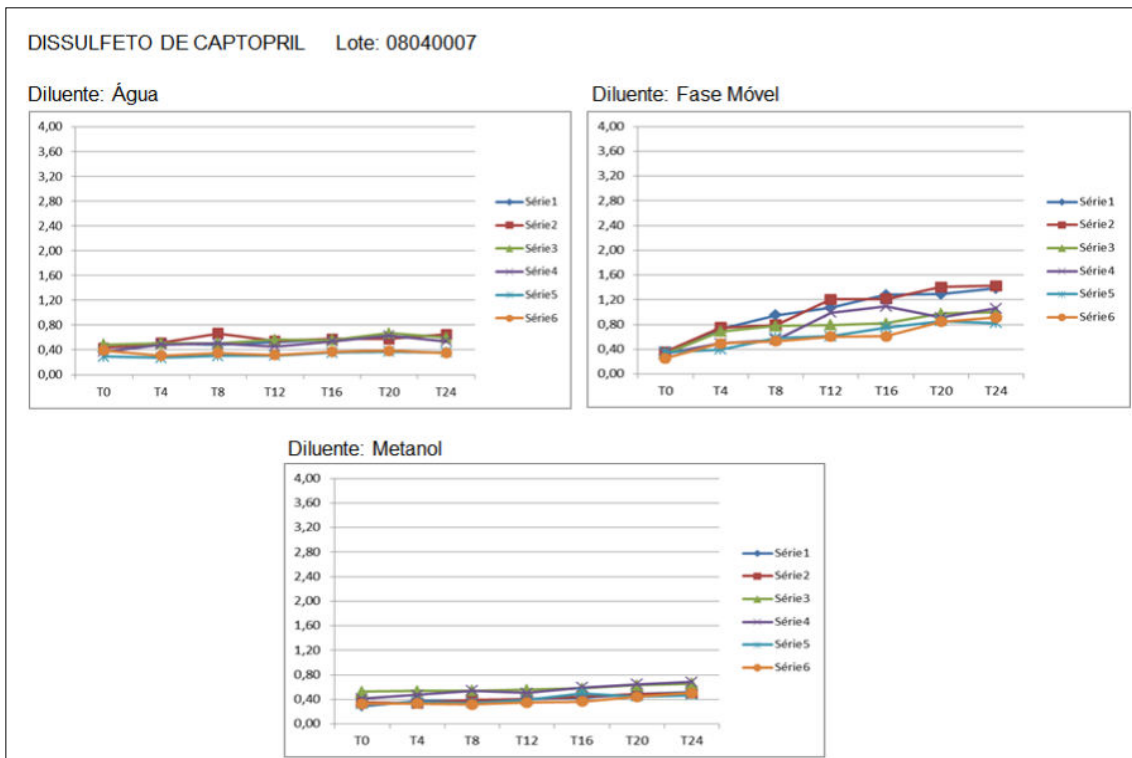 DISSULFETO DE CAPTOPRIL Lote: 08040007
Diluente: Água
4,00
3,60
3,20
2,80
2,40
2,00
1,60
1,20
0,80
0,40
0,00
T0 T4 T8 T12 T16 T20 T24
Série1
Série2
Série3
Série4
Série5
Série6
Diluente: Fase Móvel
4,00
3,60
3,20
2,80
2,40
2,00
1,60
1,20
0,80
0,40
0,00
T0 T4 T8 T12 T16 T20 T24
Série1
Série2
Série3
Série4
Série5
Série6
Diluente: Metanol
4,00
3,60
3,20
2,80
2,40
2,00
1,60
1,20
0,80
0,40
0,00
T0 T4 T8 T12 T16 T20 T24
Série1
Série2
Série3
Série4
Série5
Série6